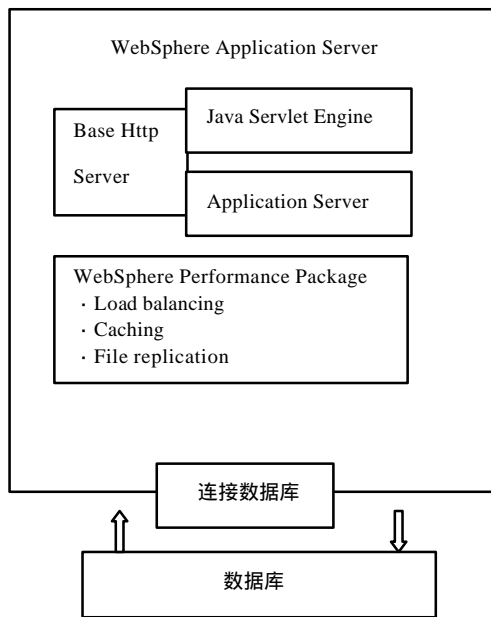 WebSphere Application Server
Java Servlet Engine
Base Http
Server
Application Server
WebSphere Performance Package
· Load balancing
· Caching
· File replication
连接数据库
数据库